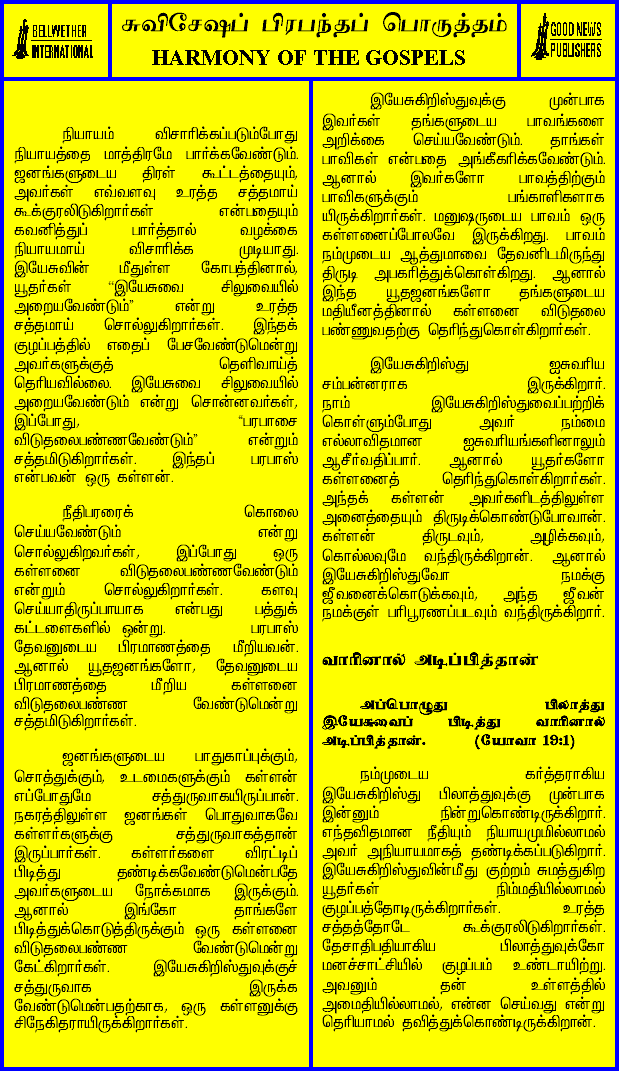 BELLWETHER
INTERNATIONAL
சுவிசேஷப் பிரபந்தப் பொருத்தம்
HARMONY OF THE GOSPELS
GOOD NEWS
PUBLISHERS
நியாயம் விசாரிக்கப்படும்போது
நியாயத்தை மாத்திரமே பார்க்கவேண்டும்.
ஜனங்களுடைய திரள் கூட்டத்தையும்,
அவர்கள் எவ்வளவு உரத்த சத்தமாய்
கூக்குரலிடுகிறார்கள் என்பதையும்
கவனித்துப் பார்த்தால் வழக்கை
நியாயமாய் விசாரிக்க முடியாது.
இயேசுவின் மீதுள்ள கோபத்தினால்,
யூதர்கள் “இயேசுவை சிலுவையில்
அறையவேண்டும்” என்று உரத்த
சத்தமாய் சொல்லுகிறார்கள். இந்தக்
குழப்பத்தில் எதைப் பேசவேண்டுமென்று
அவர்களுக்குத் தெளிவாய்த்
தெரியவில்லை. இயேசுவை சிலுவையில்
அறையவேண்டும் என்று சொன்னவர்கள்,
இப்போது, “பரபாசை
விடுதலைபண்ணவேண்டும்” என்றும்
சத்தமிடுகிறார்கள். இந்தப் பரபாஸ்
என்பவன் ஒரு கள்ளன்.
நீதிபரரைக் கொலை
செய்யவேண்டும் என்று
சொல்லுகிறவர்கள், இப்போது ஒரு
கள்ளனை விடுதலைபண்ணவேண்டும்
என்றும் சொல்லுகிறார்கள். களவு
செய்யாதிருப்பாயாக என்பது பத்துக்
கட்டளைகளில் ஒன்று. பரபாஸ்
தேவனுடைய பிரமாணத்தை மீறியவன்.
ஆனால் யூதஜனங்களோ, தேவனுடைய
பிரமாணத்தை மீறிய கள்ளனை
விடுதலைபண்ண வேண்டுமென்று
சத்தமிடுகிறார்கள்.
ஜனங்களுடைய பாதுகாப்புக்கும்,
சொத்துக்கும், உடமைகளுக்கும் கள்ளன்
எப்போதுமே சத்துருவாகயிருப்பான்.
நகரத்திலுள்ள ஜனங்கள் பொதுவாகவே
கள்ளர்களுக்கு சத்துருவாகத்தான்
இருப்பார்கள். கள்ளர்களை விரட்டிப்
பிடித்து தண்டிக்கவேண்டுமென்பதே
அவர்களுடைய நோக்கமாக இருக்கும்.
ஆனால் இங்கோ தாங்களே
பிடித்துக்கொடுத்திருக்கும் ஒரு கள்ளனை
விடுதலைபண்ண வேண்டுமென்று
கேட்கிறார்கள். இயேசுகிறிஸ்துவுக்குச்
சத்துருவாக இருக்க
வேண்டுமென்பதற்காக, ஒரு கள்ளனுக்கு
சிநேகிதராயிருக்கிறார்கள்.
இயேசுகிறிஸ்துவுக்கு முன்பாக
இவர்கள் தங்களுடைய பாவங்களை
அறிக்கை செய்யவேண்டும். தாங்கள்
பாவிகள் என்பதை அங்கீகரிக்கவேண்டும்.
ஆனால் இவர்களோ பாவத்திற்கும்
பாவிகளுக்கும் பங்காளிகளாக
யிருக்கிறார்கள். மனுஷருடைய பாவம் ஒரு
கள்ளனைப்போலவே இருக்கிறது. பாவம்
நம்முடைய ஆத்துமாவை தேவனிடமிருந்து
திருடி அபகரித்துக்கொள்கிறது. ஆனால்
இந்த யூதஜனங்களோ தங்களுடைய
மதியீனத்தினால் கள்ளனை விடுதலை
பண்ணுவதற்கு தெரிந்துகொள்கிறார்கள்.
இயேசுகிறிஸ்து ஐசுவரிய
சம்பன்னராக இருக்கிறார்.
நாம் இயேசுகிறிஸ்துவைப்பற்றிக்
கொள்ளும்போது அவர் நம்மை
எல்லாவிதமான ஐசுவரியங்களினாலும்
ஆசீர்வதிப்பார். ஆனால் யூதர்களோ
கள்ளனைத் தெரிந்துகொள்கிறார்கள்.
அந்தக் கள்ளன் அவர்களிடத்திலுள்ள
அனைத்தையும் திருடிக்கொண்டுபோவான்.
கள்ளன் திருடவும், அழிக்கவும்,
கொல்லவுமே வந்திருக்கிறான். ஆனால்
இயேசுகிறிஸ்துவோ நமக்கு
ஜீவனைக்கொடுக்கவும், அந்த ஜீவன்
நமக்குள் பரிபூரணப்படவும் வந்திருக்கிறார்.
வாரினால் அடிப்பித்தான்
அப்பொழுது பிலாத்து
இயேசுவைப் பிடித்து வாரினால்
அடிப்பித்தான். (யோவா 19:1)
நம்முடைய கர்த்தராகிய
இயேசுகிறிஸ்து பிலாத்துவுக்கு முன்பாக
இன்னும் நின்றுகொண்டிருக்கிறார்.
எந்தவிதமான நீதியும் நியாயமுமில்லாமல்
அவர் அநியாயமாகத் தண்டிக்கப்படுகிறார்.
இயேசுகிறிஸ்துவின்மீது குற்றம் சுமத்துகிற
யூதர்கள் நிம்மதியில்லாமல்
குழப்பத்தோடிருக்கிறார்கள். உரத்த
சத்தத்தோடே கூக்குரலிடுகிறார்கள்.
தேசாதிபதியாகிய பிலாத்துவுக்கோ
மனச்சாட்சியில் குழப்பம் உண்டாயிற்று.
அவனும் தன் உள்ளத்தில்
அமைதியில்லாமல், என்ன செய்வது என்று
தெரியாமல் தவித்துக்கொண்டிருக்கிறான்.